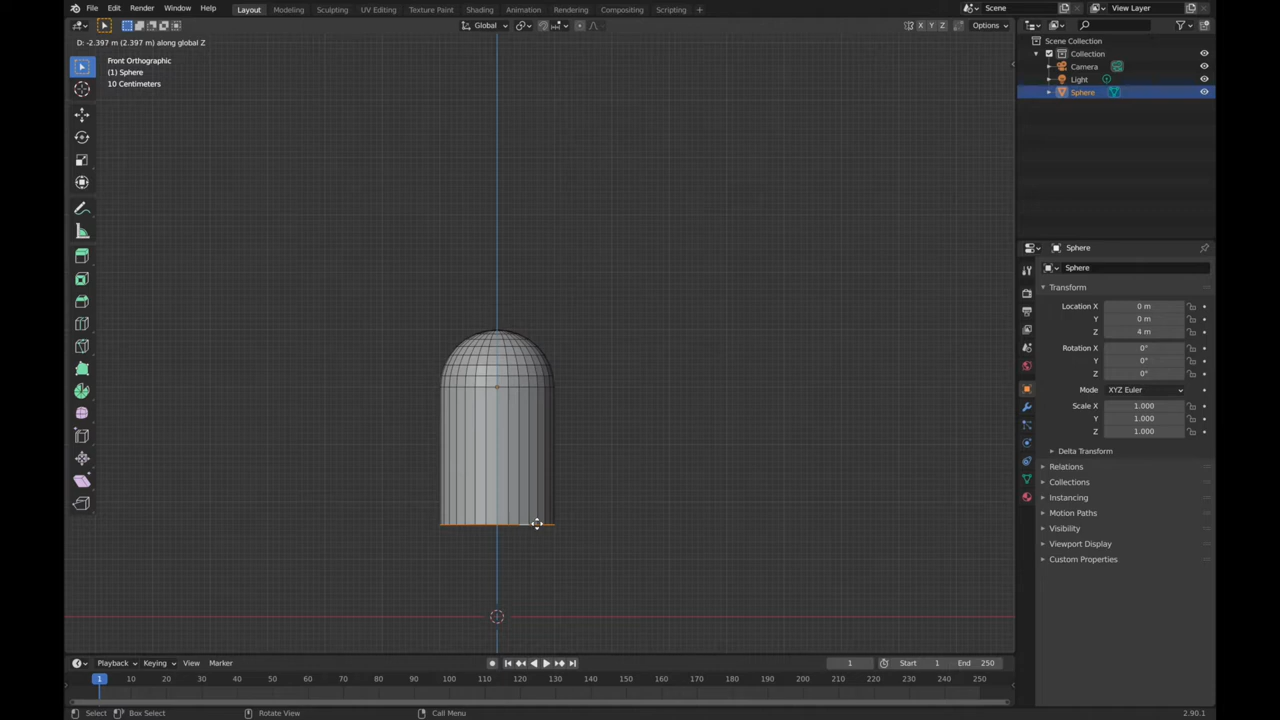 File Edit Render Window Help Layout Modeling Sculpting UV Editing Texture Paint Shading Animation Rendering Compositing Scripting + Scene View Layer
Global X Y Z Options
D: -2.397 m (2.397 m) along global Z
Front Orthographic
(1) Sphere
10 Centimeters
Scene Collection
Collection
Camera
Light
Sphere
Sphere
Sphere
Transform
Location X 0 m
Y 0 m
Z 4 m
Rotation X 0°
Y 0°
Z 0°
Mode XYZ Euler
Scale X 1.000
Y 1.000
Z 1.000
Delta Transform
Relations
Collections
Instancing
Motion Paths
Visibility
Viewport Display
Custom Properties
Playback Keying View Marker 1 Start 1 End 250
1 10 20 30 40 50 60 70 80 90 100 110 120 130 140 150 160 170 180 190 200 210 220 230 240 250
Select Box Select Rotate View Call Menu 2.90.1